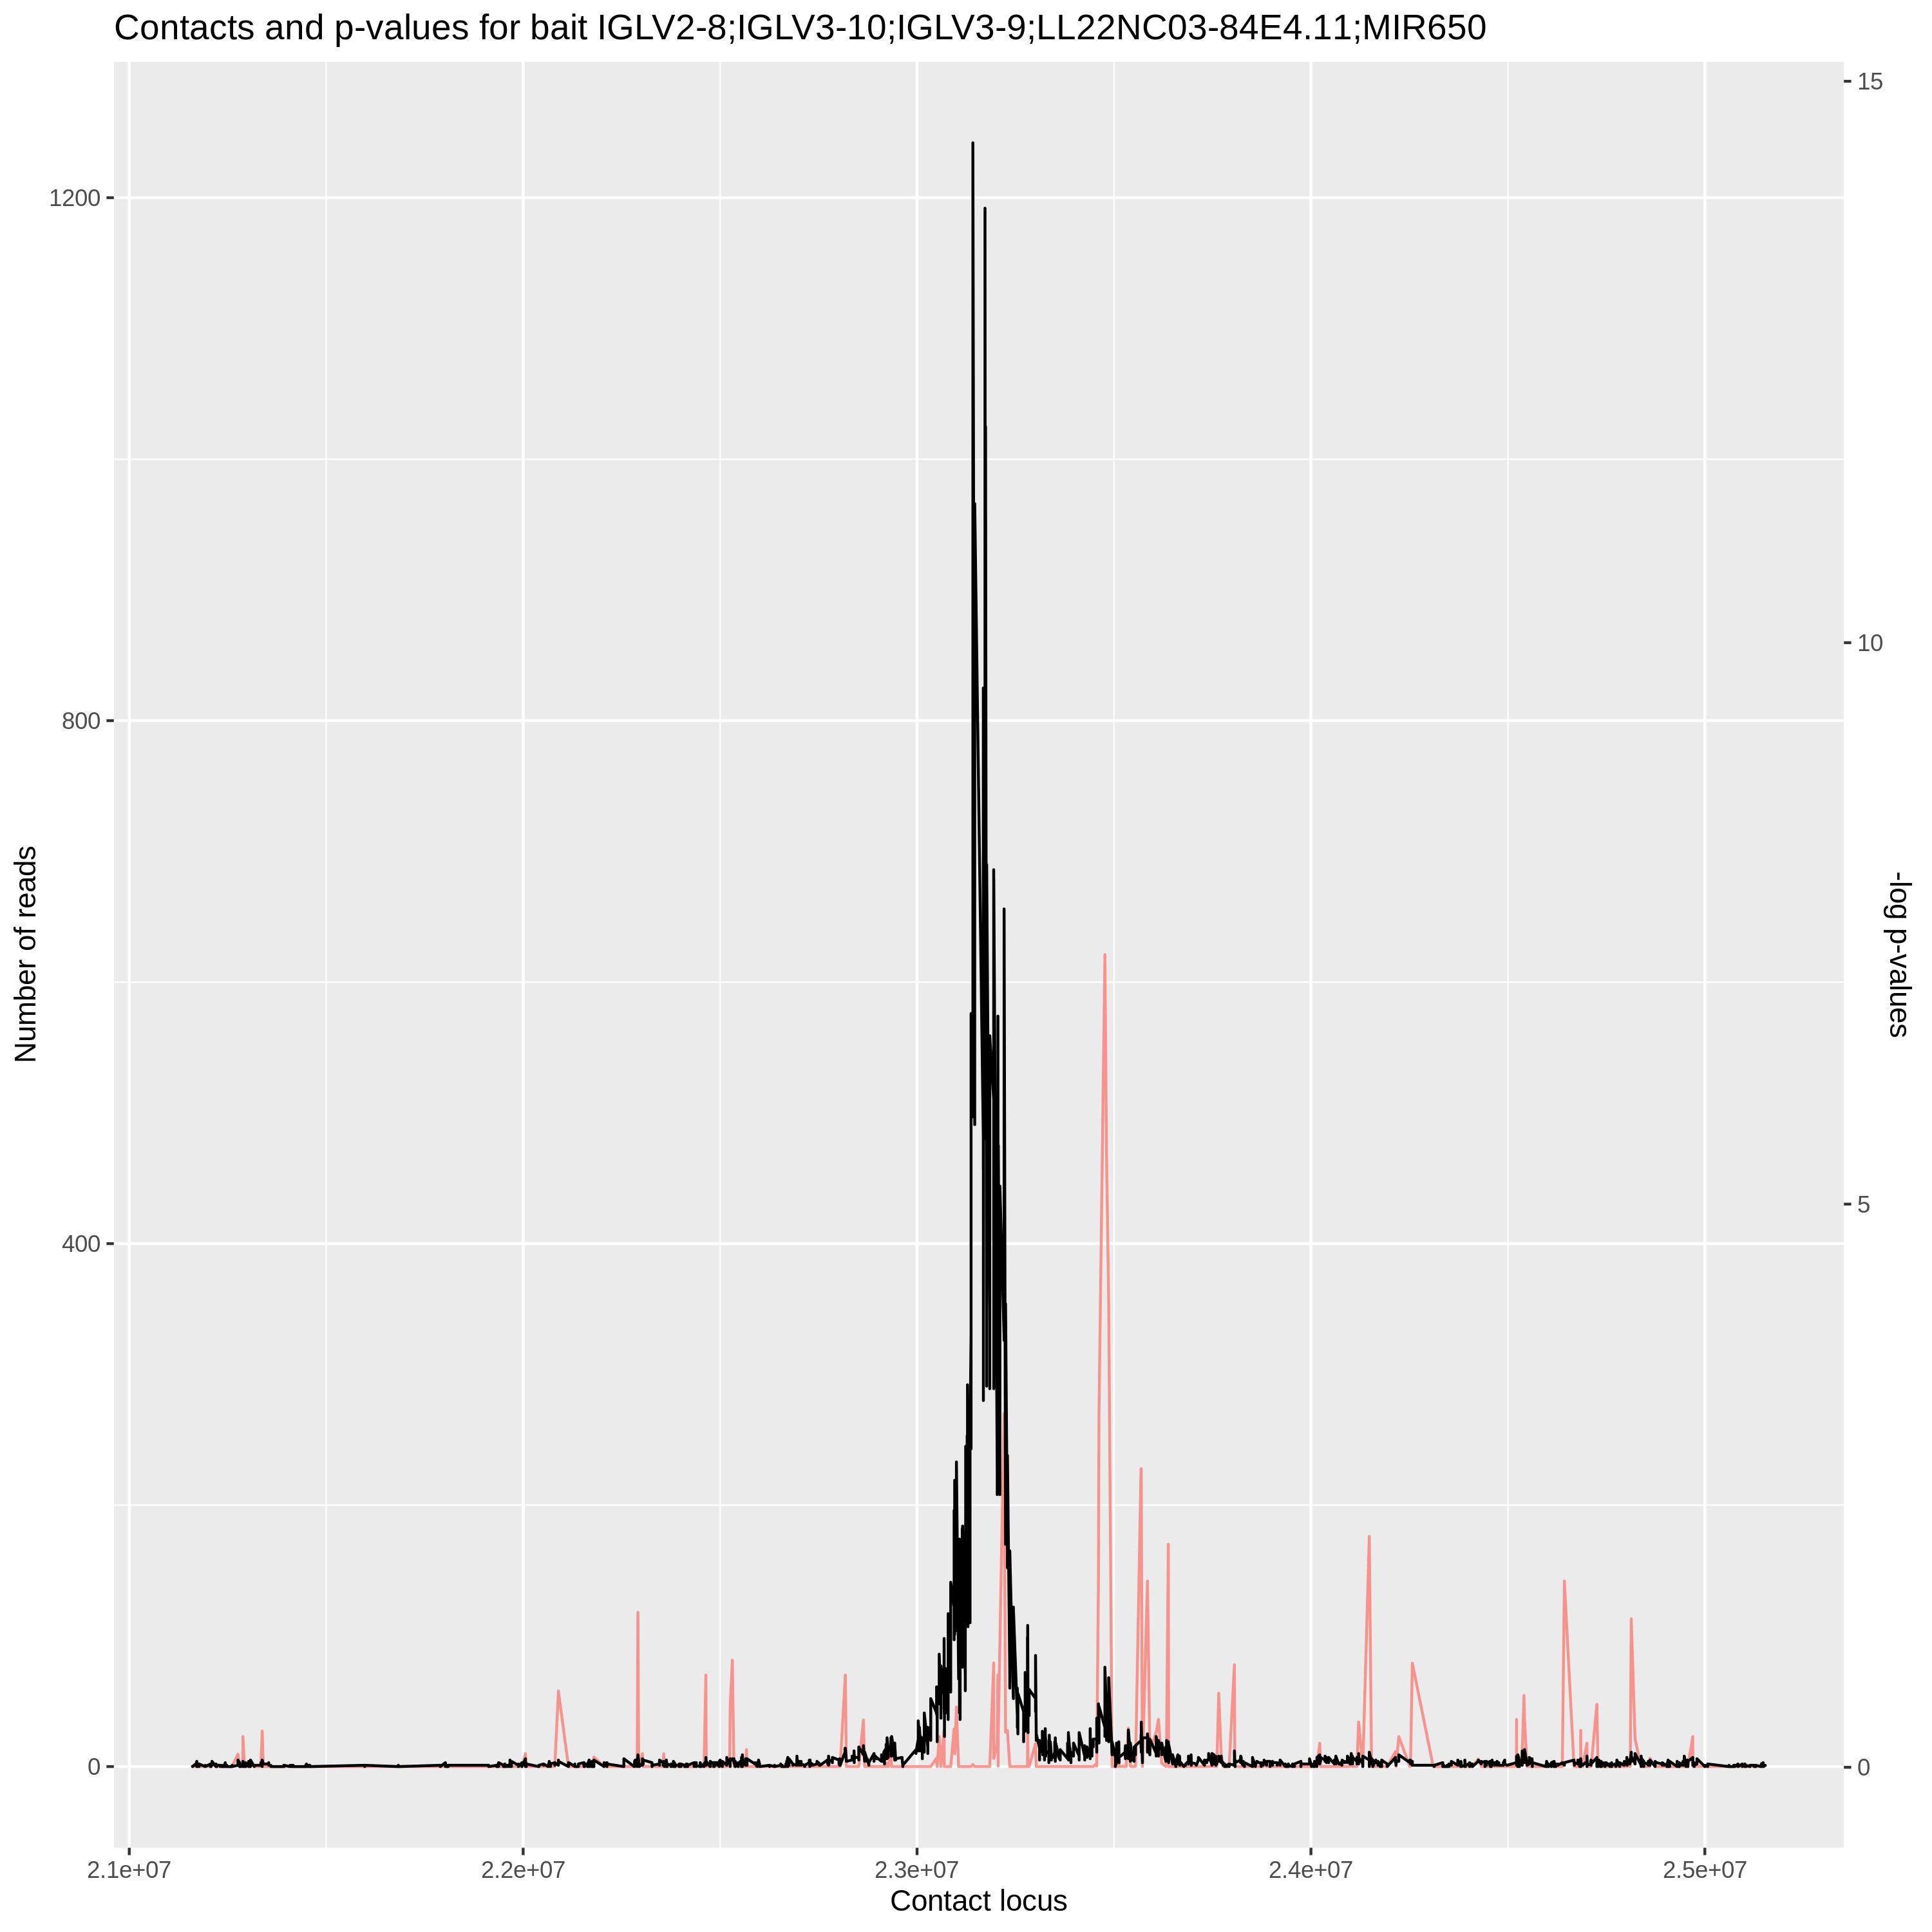 Contacts and p-values for bait IGLV2-8;IGLV3-10;IGLV3-9;LL22NC03-84E4.11;MIR650
15
1200
10
800
Number of reads
-log p-values
5
400
0
0
2.1e+07
2.2e+07
2.3e+07
2.4e+07
2.5e+07
Contact locus